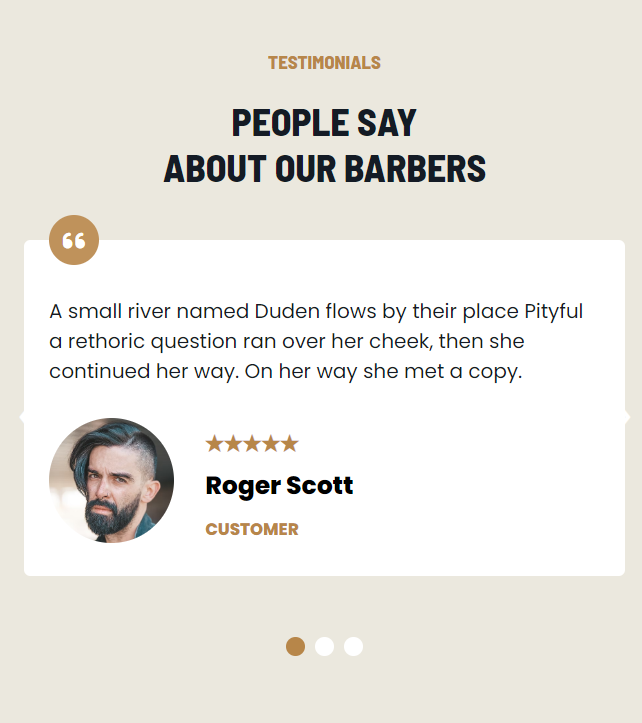 TESTIMONIALS
PEOPLE SAY
ABOUT OUR BARBERS
A small river named Duden flows by their place Pityful
a rethoric question ran over her cheek, then she
continued her way. On her way she met a copy.
Roger Scott
CUSTOMER